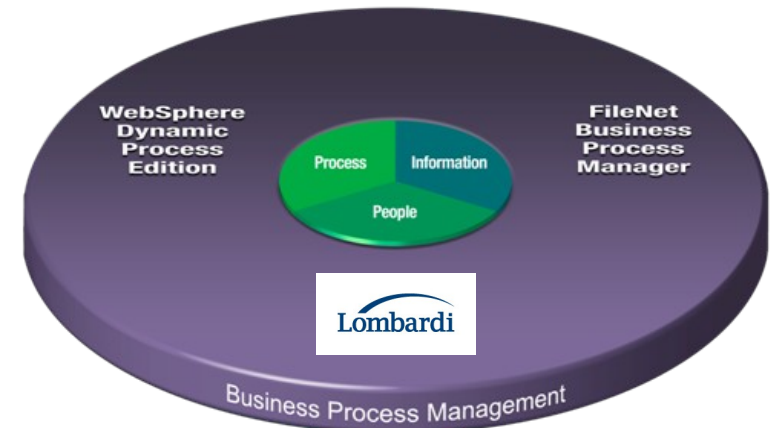 WebSphere
Dynamic
Process
Edition
FileNet
Business
Process
Manager
Process
Information
People
Lombardi
Business Process Management